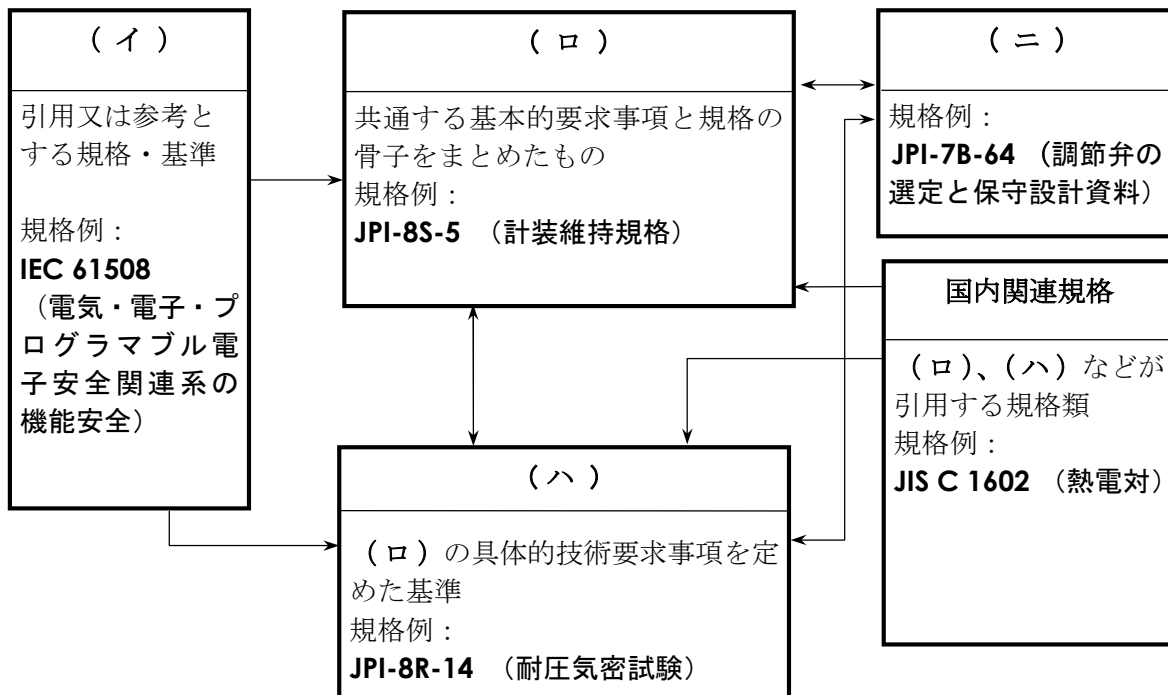 （ イ ）
引用又は参考と
する規格・基準
規格例：
IEC 61508
（電気・電子・プ
ログラマブル電
子安全関連系の
機能安全）
（ ロ ）
共通する基本的要求事項と規格の
骨子をまとめたもの
規格例：
JPI-8S-5 （計装維持規格）
（ ニ ）
規格例：
JPI-7B-64 （調節弁の
選定と保守設計資料）
国内関連規格
（ロ）、（ハ）などが
引用する規格類
規格例：
JIS C 1602 （熱電対）
（ ハ ）
（ロ）の具体的技術要求事項を定
めた基準
規格例：
JPI-8R-14 （耐圧気密試験）